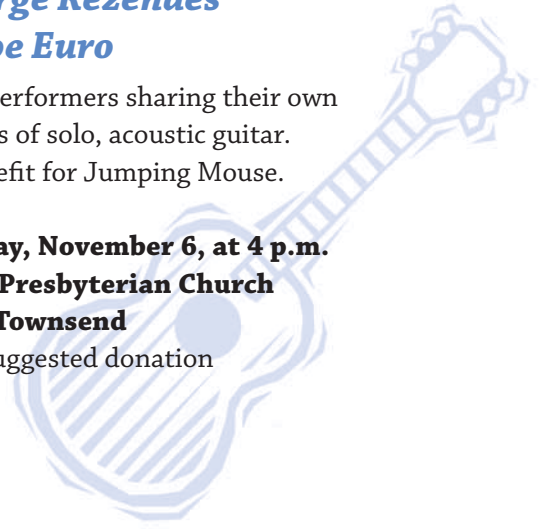 rge Rezendes
oe Euro
erformers sharing their own
s of solo, acoustic guitar.
efit for Jumping Mouse.
ay, November 6, at 4 p.m.
Presbyterian Church
Townsend
uggested donation